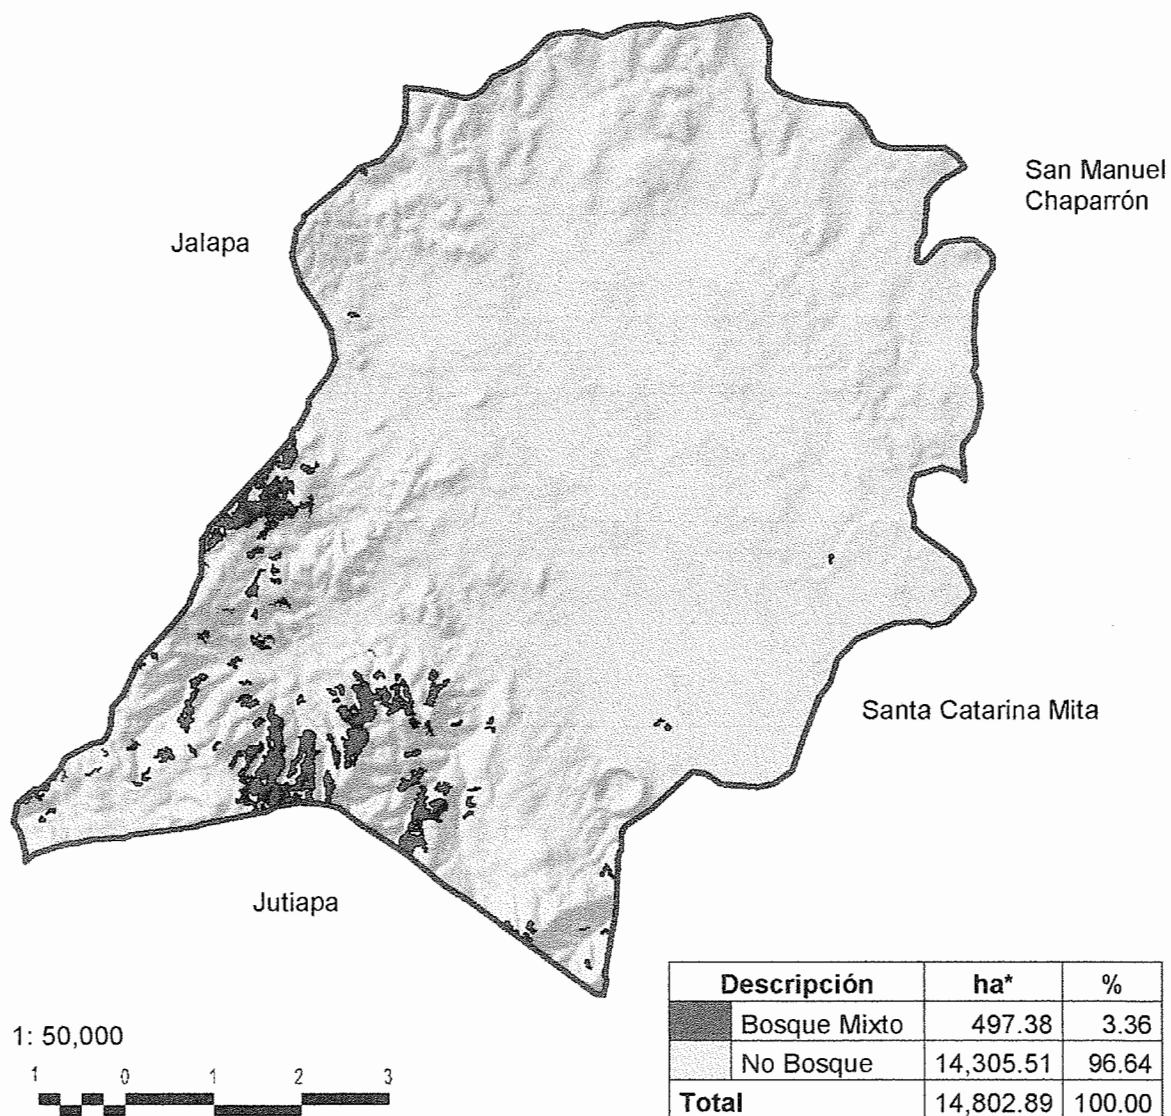 San Manuel
Chaparrón
Jalapa
Santa Catarina Mita
Jutiapa
1: 50,000
1 0 1 2 3
Descripción ha* %
Bosque Mixto 497.38 3.36
No Bosque 14,305.51 96.64
Total 14,802.89 100.00